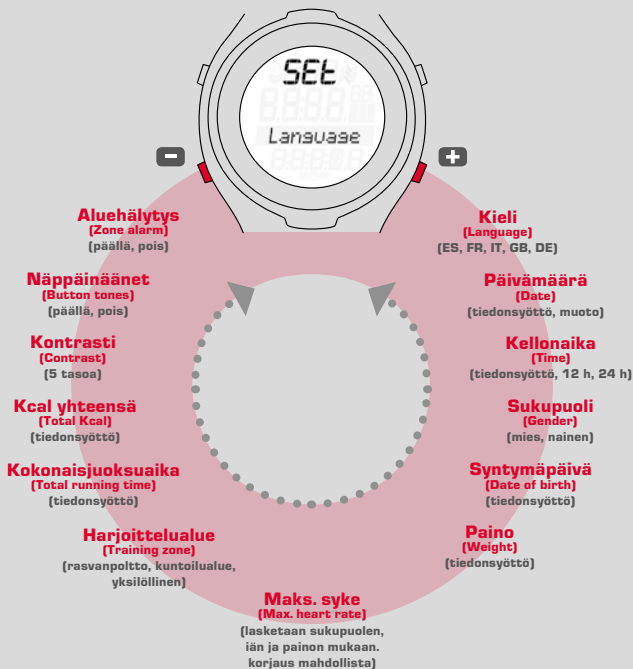 SEt
Language
-
+
Kieli
(Language)
(ES, FR, IT, GB, DE)
Päivämäärä
(Date)
(tiedonsyöttö, muoto)
Kellonaika
(Time)
(tiedonsyöttö, 12 h, 24 h)
Sukupuoli
(Gender)
(mies, nainen)
Syntymäpäivä
(Date of birth)
(tiedonsyöttö)
Paino
(Weight)
(tiedonsyöttö)
Maks. syke
(Max. heart rate)
(lasketaan sukupuolen,
iän ja painon mukaan.
korjaus mahdollista)
Harjoittelualue
(Training zone)
(rasvanpoltto, kuntoilualue,
yksilöllinen)
Kokonaisjuoksuaika
(Total running time)
(tiedonsyöttö)
Kcal yhteensä
(Total Kcal)
(tiedonsyöttö)
Kontrasti
(Contrast)
(5 tasoa)
Näppäinäänet
(Button tones)
(päällä, pois)
Aluehälytys
(Zone alarm)
(päällä, pois)